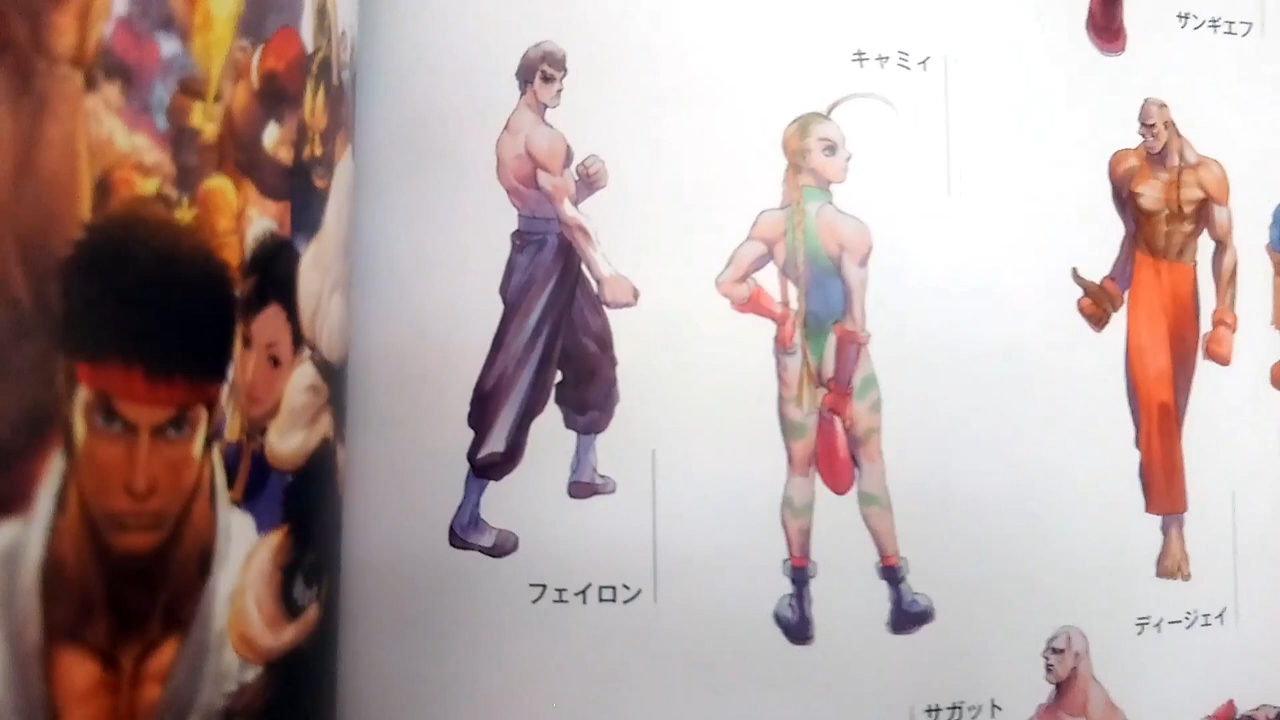 ザンギエフ
キャミィ
フェイロン
ディージェイ
サガット